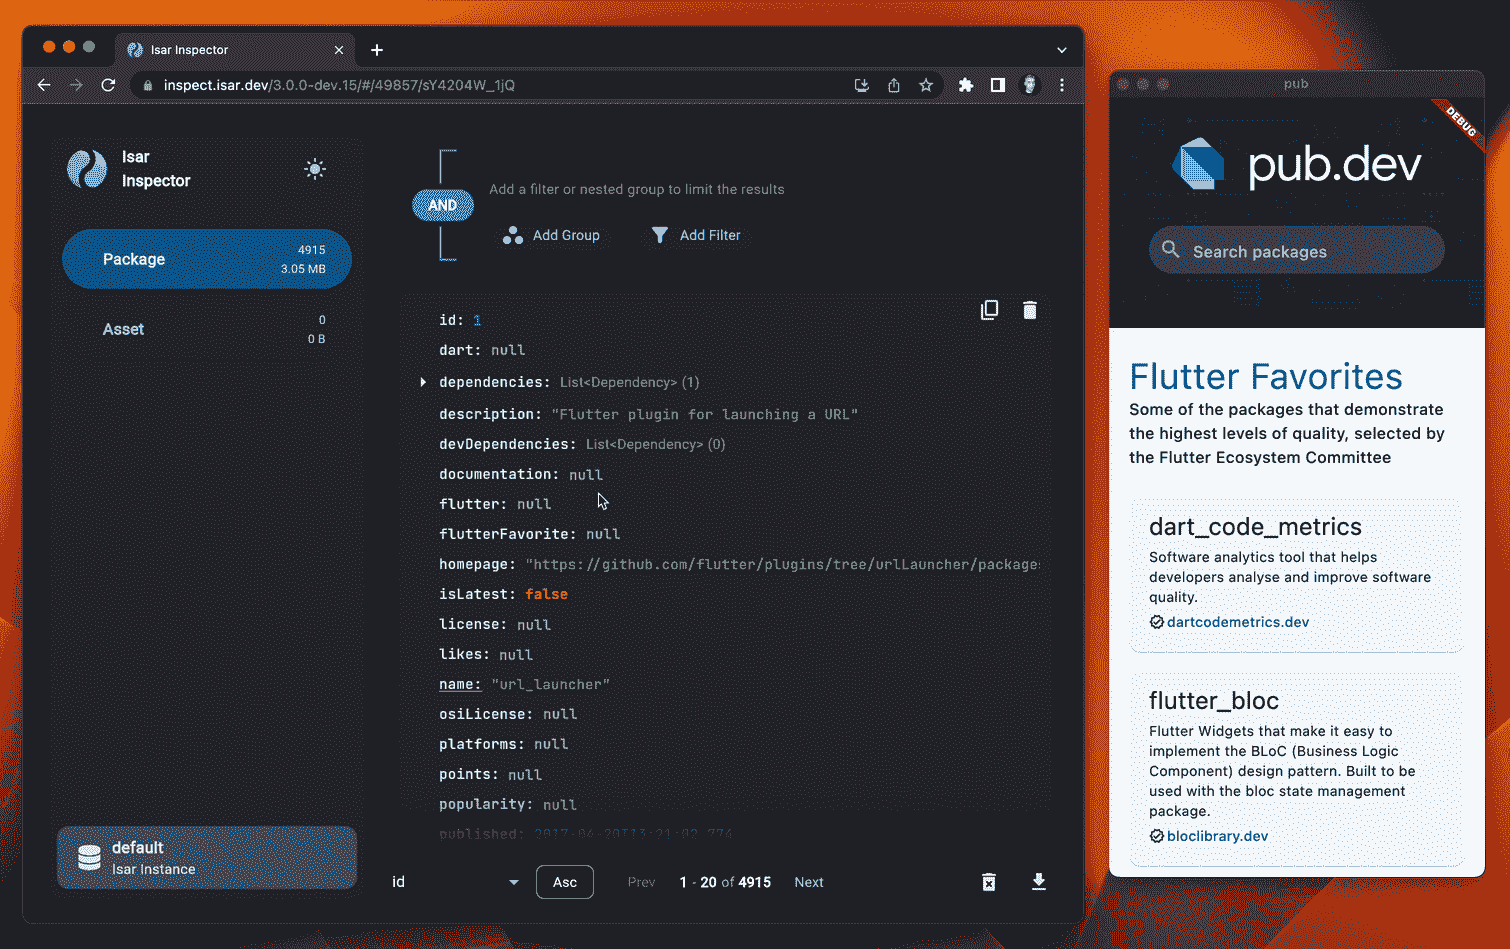 Isar Inspector
inspect.isar.dev/3.0.0-dev.15/#/49857/sY4204W_1jQ
Isar
Inspector
Package
4915
3.05 MB
Asset
0
0 B
default
Isar Instance
AND
Add a filter or nested group to limit the results
Add Group
Add Filter
id: 1
dart: null
dependencies: List<Dependency> (1)
description: "Flutter plugin for launching a URL"
devDependencies: List<Dependency> (0)
documentation: null
flutter: null
flutterFavorite: null
homepage: "https://github.com/flutter/plugins/tree/urlLauncher/package
isLatest: false
license: null
likes: null
name: "url_launcher"
osiLicense: null
platforms: null
points: null
popularity: null
published:
id
Asc
Prev
1 - 20 of 4915
Next
pub
DEBUG
pub.dev
Search packages
Flutter Favorites
Some of the packages that demonstrate
the highest levels of quality, selected by
the Flutter Ecosystem Committee
dart_code_metrics
Software analytics tool that helps
developers analyse and improve software
quality.
dartcodemetrics.dev
flutter_bloc
Flutter Widgets that make it easy to
implement the BLoC (Business Logic
Component) design pattern. Built to be
used with the bloc state management
package.
bloclibrary.dev